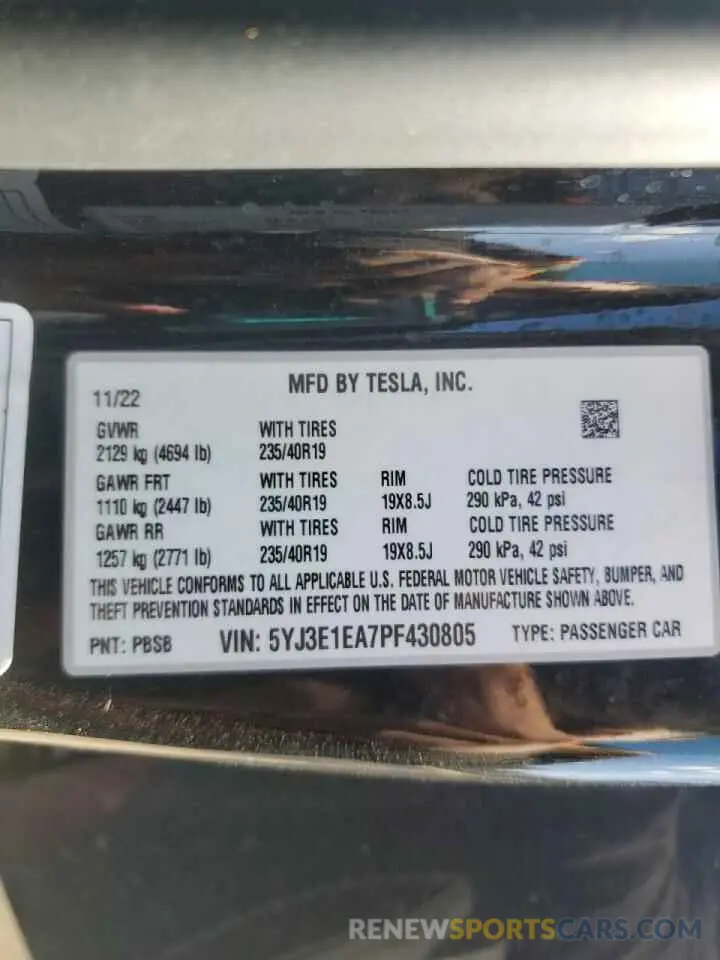 11/22 MFD BY TESLA, INC.
GVWR WITH TIRES
2129 kg (4694 lb) 235/40R19
GAWR FRT WITH TIRES RIM COLD TIRE PRESSURE
1110 kg (2447 lb) 235/40R19 19X8.5J 290 kPa, 42 psi
GAWR RR WITH TIRES RIM COLD TIRE PRESSURE
1257 kg (2771 lb) 235/40R19 19X8.5J 290 kPa, 42 psi
THIS VEHICLE CONFORMS TO ALL APPLICABLE U.S. FEDERAL MOTOR VEHICLE SAFETY, BUMPER, AND
THEFT PREVENTION STANDARDS IN EFFECT ON THE DATE OF MANUFACTURE SHOWN ABOVE.
PNT: PBSB VIN: 5YJ3E1EA7PF430805 TYPE: PASSENGER CAR
RENEWSPORTSCARS.COM